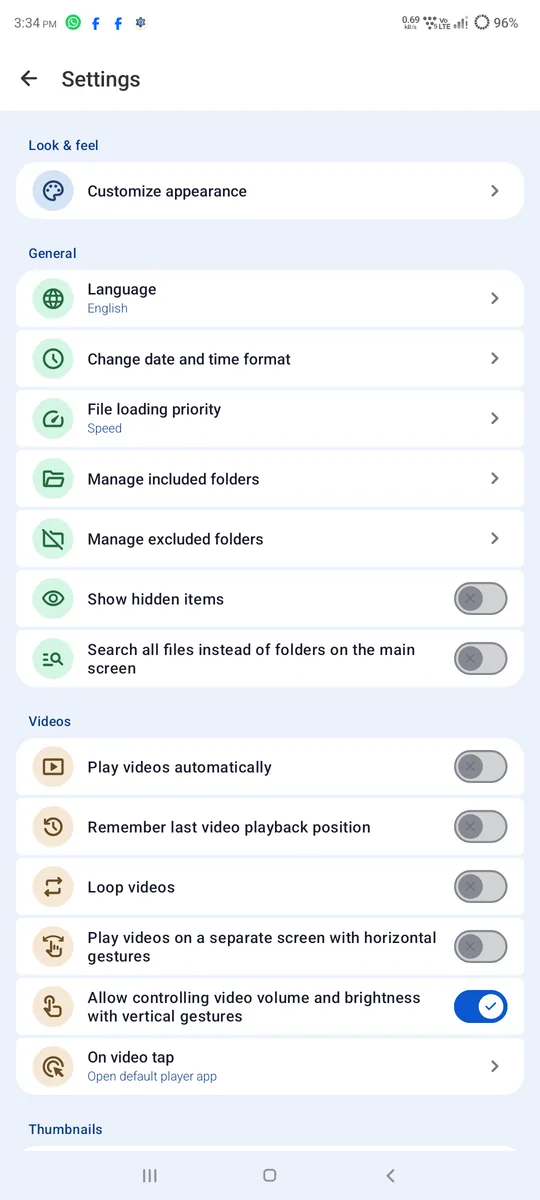 3:34 PM
0.69 kB/s Vo LTE 96%
Settings
Look & feel
Customize appearance
General
Language
English
Change date and time format
File loading priority
Speed
Manage included folders
Manage excluded folders
Show hidden items
Search all files instead of folders on the main
screen
Videos
Play videos automatically
Remember last video playback position
Loop videos
Play videos on a separate screen with horizontal
gestures
Allow controlling video volume and brightness
with vertical gestures
On video tap
Open default player app
Thumbnails